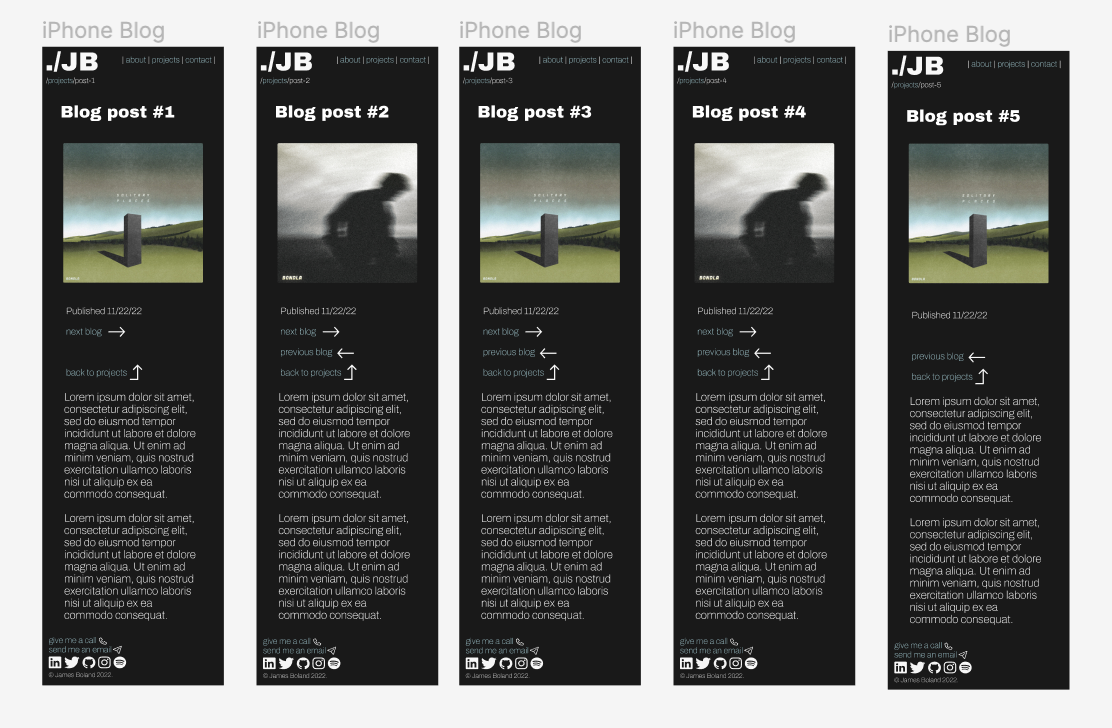 iPhone Blog
./JB
| about | projects | contact |
/projects/post-1
Blog post #1
SOLITARY
PLACES
BOKOLA
Published 11/22/22
next blog
back to projects
Lorem ipsum dolor sit amet,
consectetur adipiscing elit,
sed do eiusmod tempor
incididunt ut labore et dolore
magna aliqua. Ut enim ad
minim veniam, quis nostrud
exercitation ullamco laboris
nisi ut aliquip ex ea
commodo consequat.
Lorem ipsum dolor sit amet,
consectetur adipiscing elit,
sed do eiusmod tempor
incididunt ut labore et dolore
magna aliqua. Ut enim ad
minim veniam, quis nostrud
exercitation ullamco laboris
nisi ut aliquip ex ea
commodo consequat.
give me a call
send me an email
© James Boland 2022.
iPhone Blog
./JB
| about | projects | contact |
/projects/post-2
Blog post #2
BOKOLA
Published 11/22/22
next blog
previous blog
back to projects
Lorem ipsum dolor sit amet,
consectetur adipiscing elit,
sed do eiusmod tempor
incididunt ut labore et dolore
magna aliqua. Ut enim ad
minim veniam, quis nostrud
exercitation ullamco laboris
nisi ut aliquip ex ea
commodo consequat.
Lorem ipsum dolor sit amet,
consectetur adipiscing elit,
sed do eiusmod tempor
incididunt ut labore et dolore
magna aliqua. Ut enim ad
minim veniam, quis nostrud
exercitation ullamco laboris
nisi ut aliquip ex ea
commodo consequat.
give me a call
send me an email
© James Boland 2022.
iPhone Blog
./JB
| about | projects | contact |
/projects/post-3
Blog post #3
SOLITARY
PLACES
BOKOLA
Published 11/22/22
next blog
previous blog
back to projects
Lorem ipsum dolor sit amet,
consectetur adipiscing elit,
sed do eiusmod tempor
incididunt ut labore et dolore
magna aliqua. Ut enim ad
minim veniam, quis nostrud
exercitation ullamco laboris
nisi ut aliquip ex ea
commodo consequat.
Lorem ipsum dolor sit amet,
consectetur adipiscing elit,
sed do eiusmod tempor
incididunt ut labore et dolore
magna aliqua. Ut enim ad
minim veniam, quis nostrud
exercitation ullamco laboris
nisi ut aliquip ex ea
commodo consequat.
give me a call
send me an email
© James Boland 2022.
iPhone Blog
./JB
| about | projects | contact |
/projects/post-4
Blog post #4
BOKOLA
Published 11/22/22
next blog
previous blog
back to projects
Lorem ipsum dolor sit amet,
consectetur adipiscing elit,
sed do eiusmod tempor
incididunt ut labore et dolore
magna aliqua. Ut enim ad
minim veniam, quis nostrud
exercitation ullamco laboris
nisi ut aliquip ex ea
commodo consequat.
Lorem ipsum dolor sit amet,
consectetur adipiscing elit,
sed do eiusmod tempor
incididunt ut labore et dolore
magna aliqua. Ut enim ad
minim veniam, quis nostrud
exercitation ullamco laboris
nisi ut aliquip ex ea
commodo consequat.
give me a call
send me an email
© James Boland 2022.
iPhone Blog
./JB
| about | projects | contact |
/projects/post-5
Blog post #5
SOLITARY
PLACES
BOKOLA
Published 11/22/22
previous blog
back to projects
Lorem ipsum dolor sit amet,
consectetur adipiscing elit,
sed do eiusmod tempor
incididunt ut labore et dolore
magna aliqua. Ut enim ad
minim veniam, quis nostrud
exercitation ullamco laboris
nisi ut aliquip ex ea
commodo consequat.
Lorem ipsum dolor sit amet,
consectetur adipiscing elit,
sed do eiusmod tempor
incididunt ut labore et dolore
magna aliqua. Ut enim ad
minim veniam, quis nostrud
exercitation ullamco laboris
nisi ut aliquip ex ea
commodo consequat.
give me a call
send me an email
© James Boland 2022.